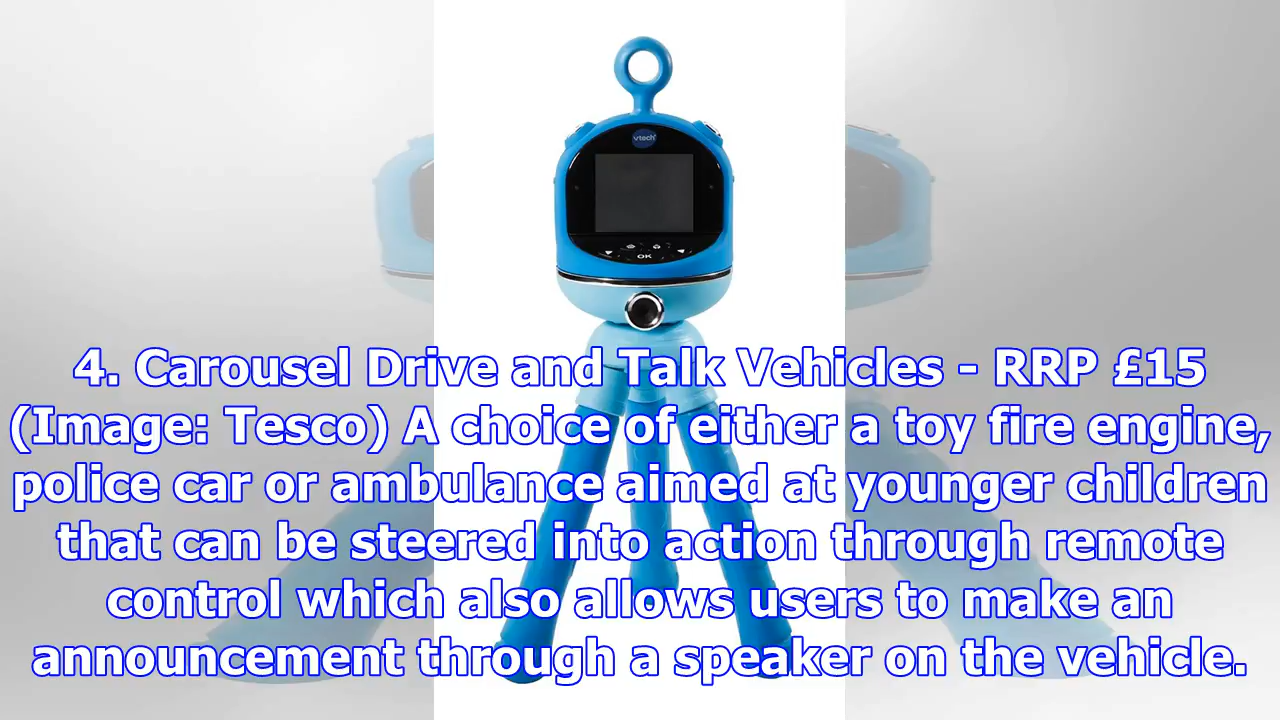 vtech
OK
4. Carousel Drive and Talk Vehicles - RRP £15
(Image: Tesco) A choice of either a toy fire engine,
police car or ambulance aimed at younger children
that can be steered into action through remote
control which also allows users to make an
announcement through a speaker on the vehicle.